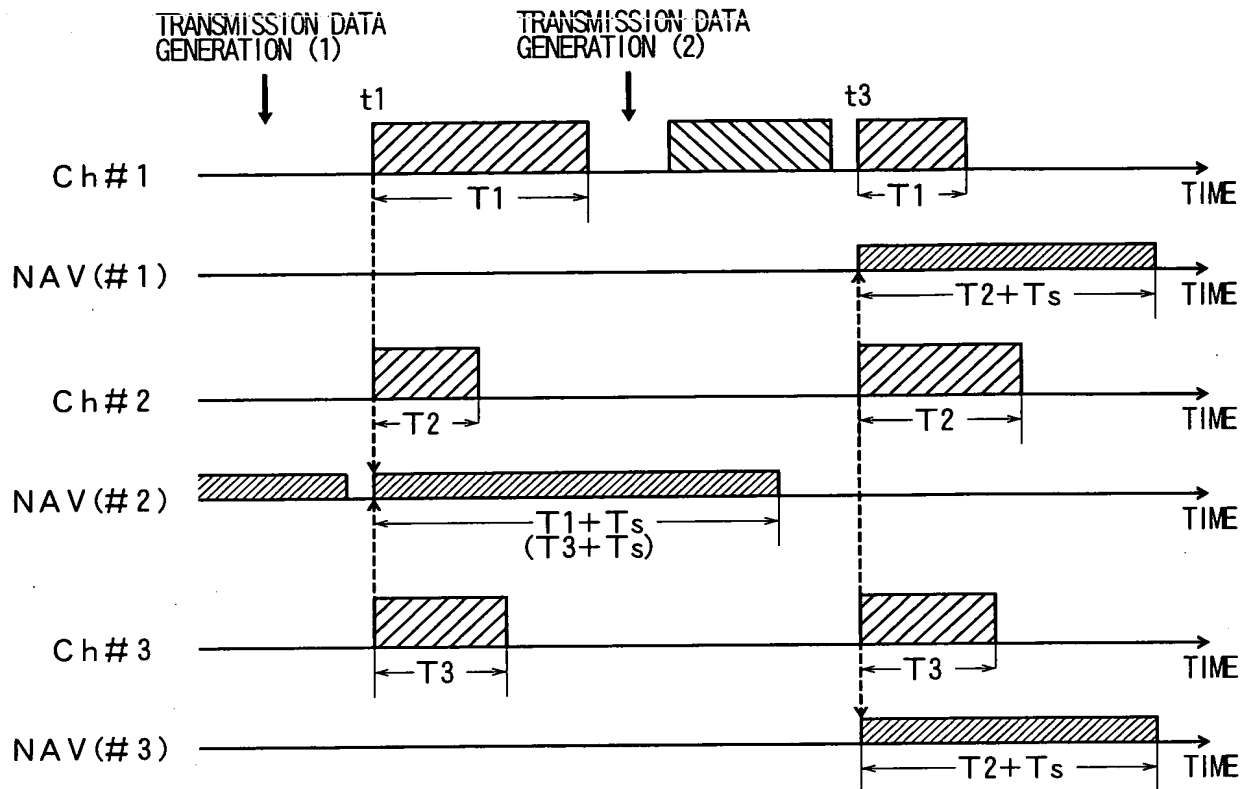 TRANSMISSION DATA
GENERATION (1)
TRANSMISSION DATA
GENERATION (2)
t1
t3
Ch#1
T1
T1
TIME
NAV(#1)
T2+Ts
TIME
Ch#2
T2
T2
TIME
NAV(#2)
T1+Ts
(T3+Ts)
TIME
Ch#3
T3
T3
TIME
NAV(#3)
T2+Ts
TIME